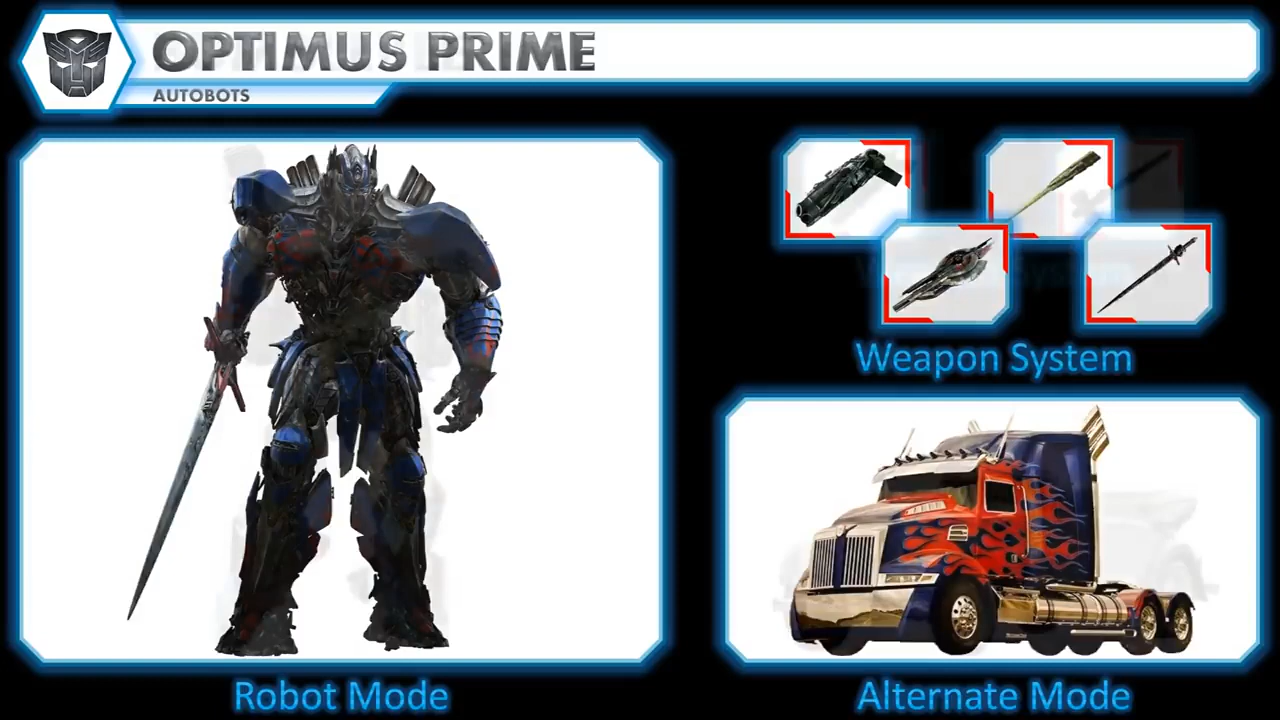 OPTIMUS PRIME
AUTOBOTS
Weapon System
Robot Mode
Alternate Mode